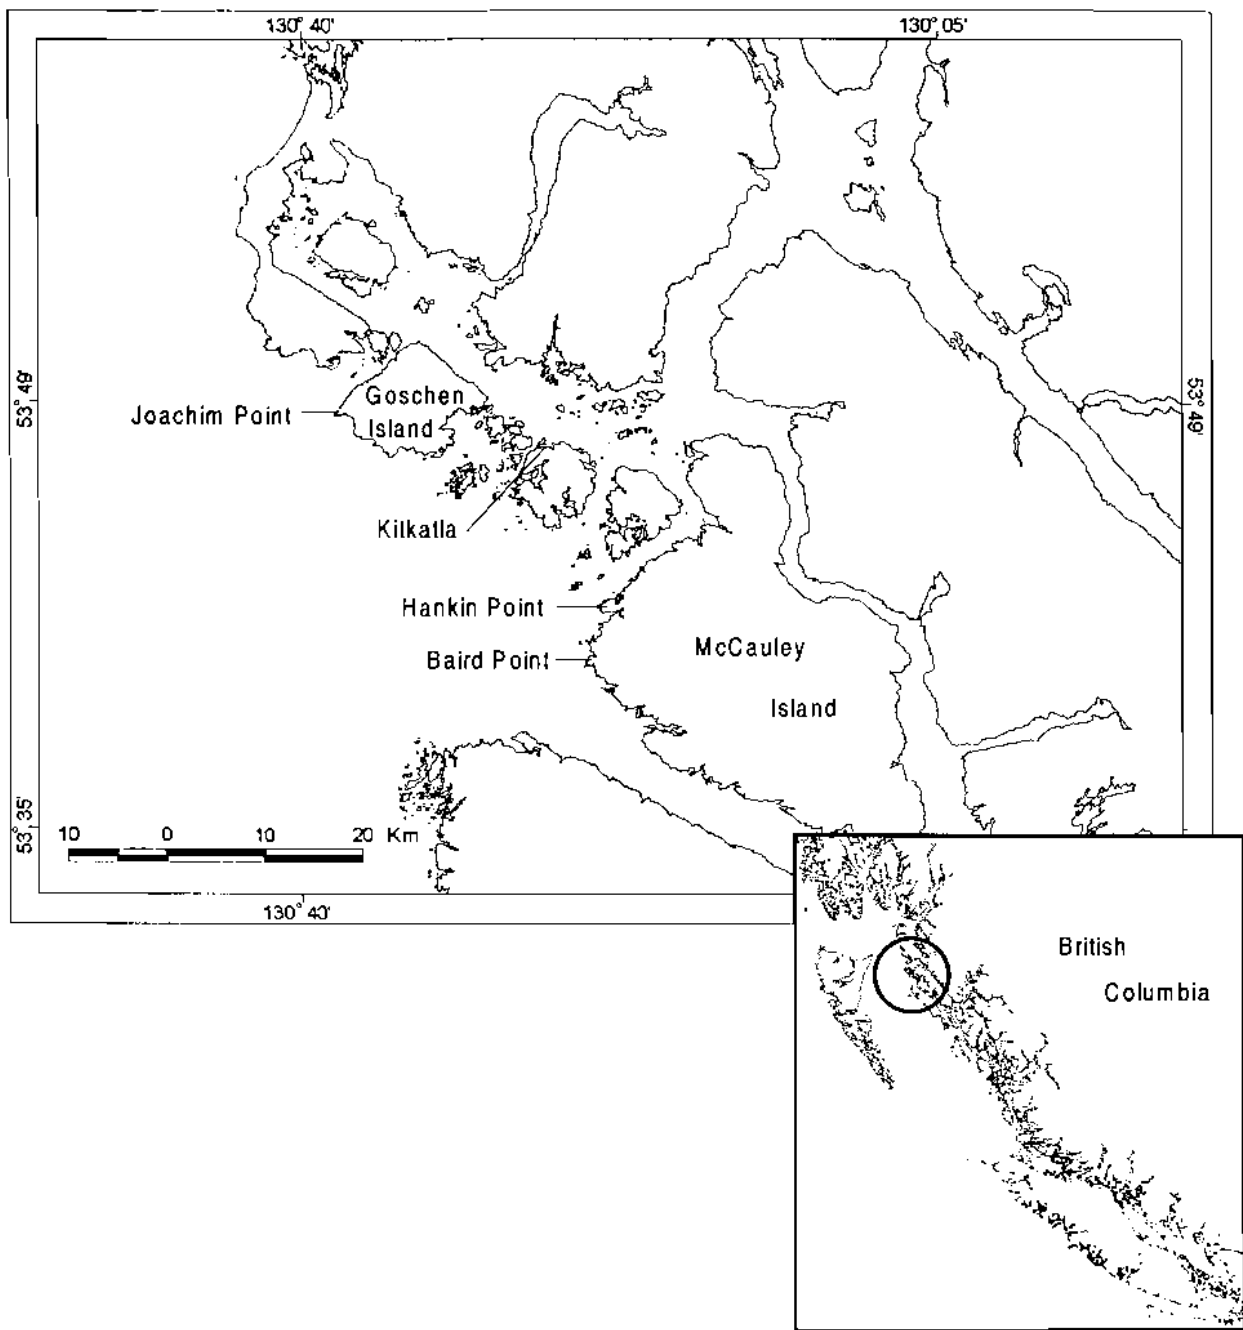 130° 40' 130° 05'
53° 49'
53° 49'
Goschen
Island
Joachim Point
Kilkatla
Hankin Point
Baird Point
McCauley
Island
53° 35'
10 0 10 20 Km
130° 40'
British
Columbia